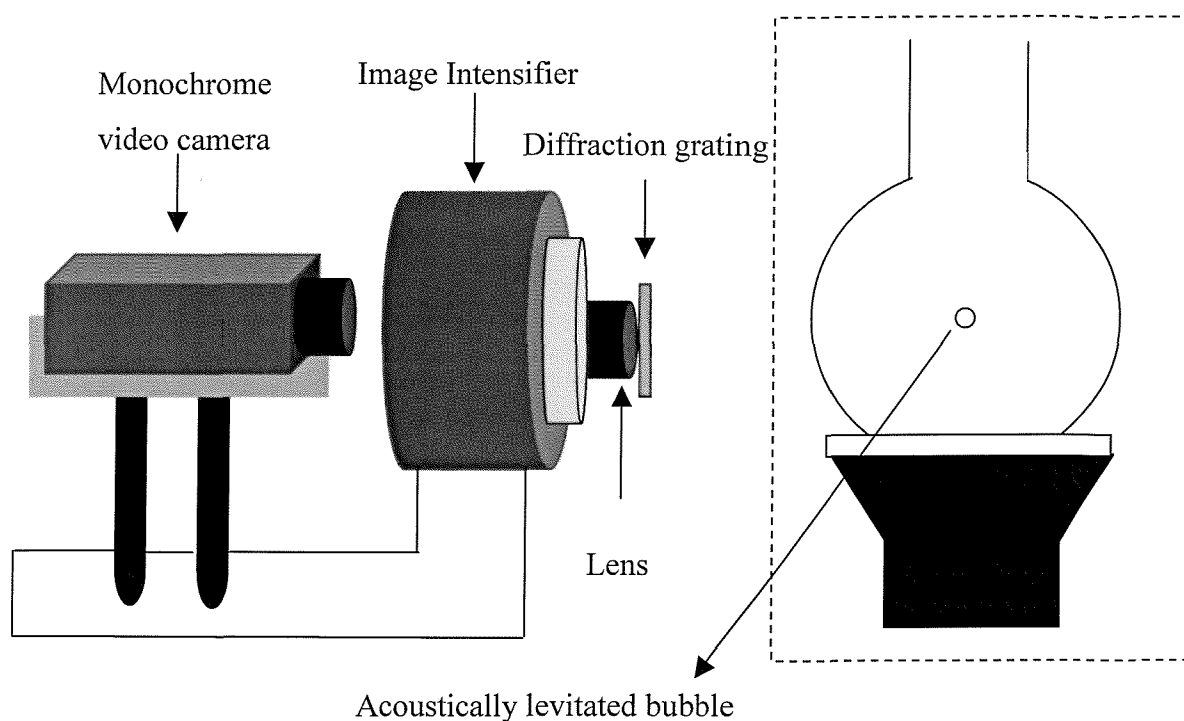 Monochrome
video camera
Image Intensifier
Diffraction grating
Lens
Acoustically levitated bubble